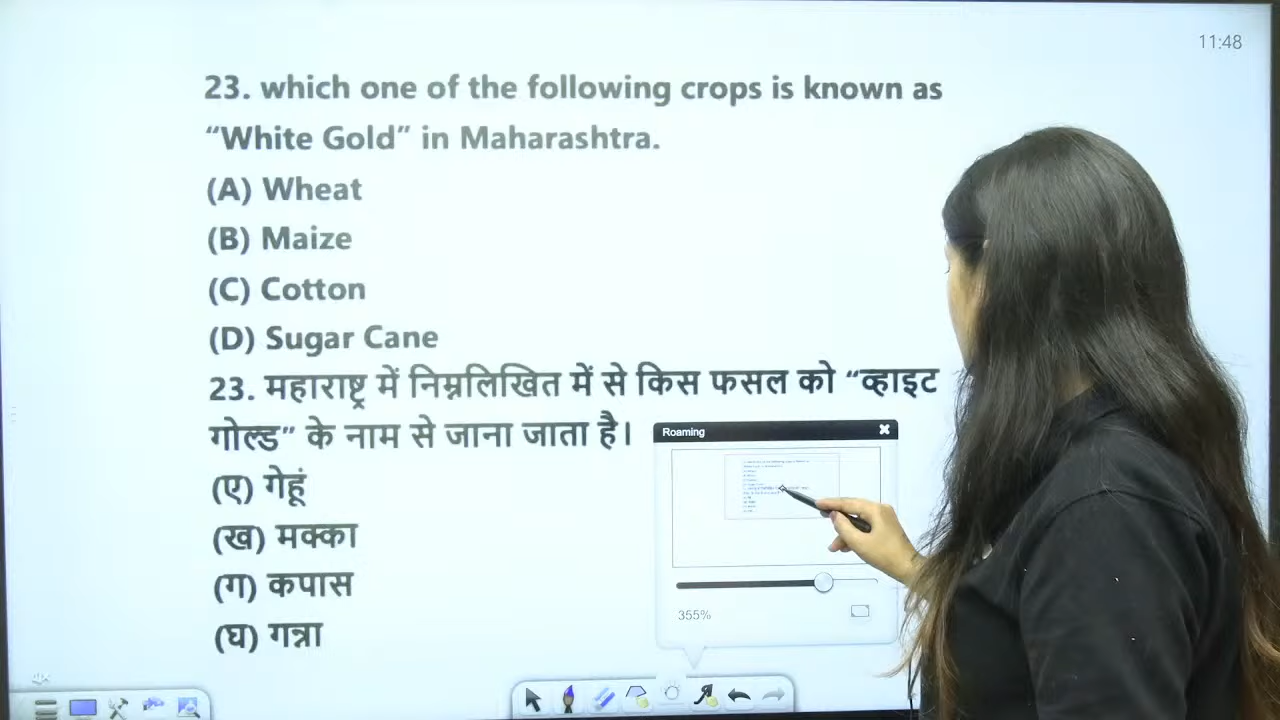 11:48
23. which one of the following crops is known as
“White Gold” in Maharashtra.
(A) Wheat
(B) Maize
(C) Cotton
(D) Sugar Cane
23. महाराष्ट्र में निम्नलिखित में से किस फसल को “व्हाइट
गोल्ड” के नाम से जाना जाता है।
(ए) गेहूं
(ख) मक्का
(ग) कपास
(घ) गन्ना
Roaming
355%